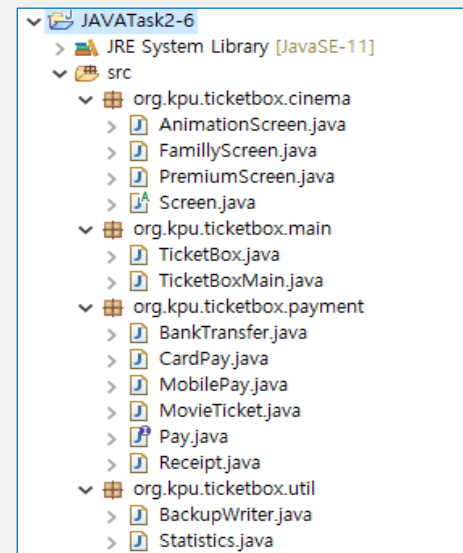 JAVATask2-6
JRE System Library [JavaSE-11]
src
org.kpu.ticketbox.cinema
AnimationScreen.java
FamillyScreen.java
PremiumScreen.java
Screen.java
org.kpu.ticketbox.main
TicketBox.java
TicketBoxMain.java
org.kpu.ticketbox.payment
BankTransfer.java
CardPay.java
MobilePay.java
MovieTicket.java
Pay.java
Receipt.java
org.kpu.ticketbox.util
BackupWriter.java
Statistics.java